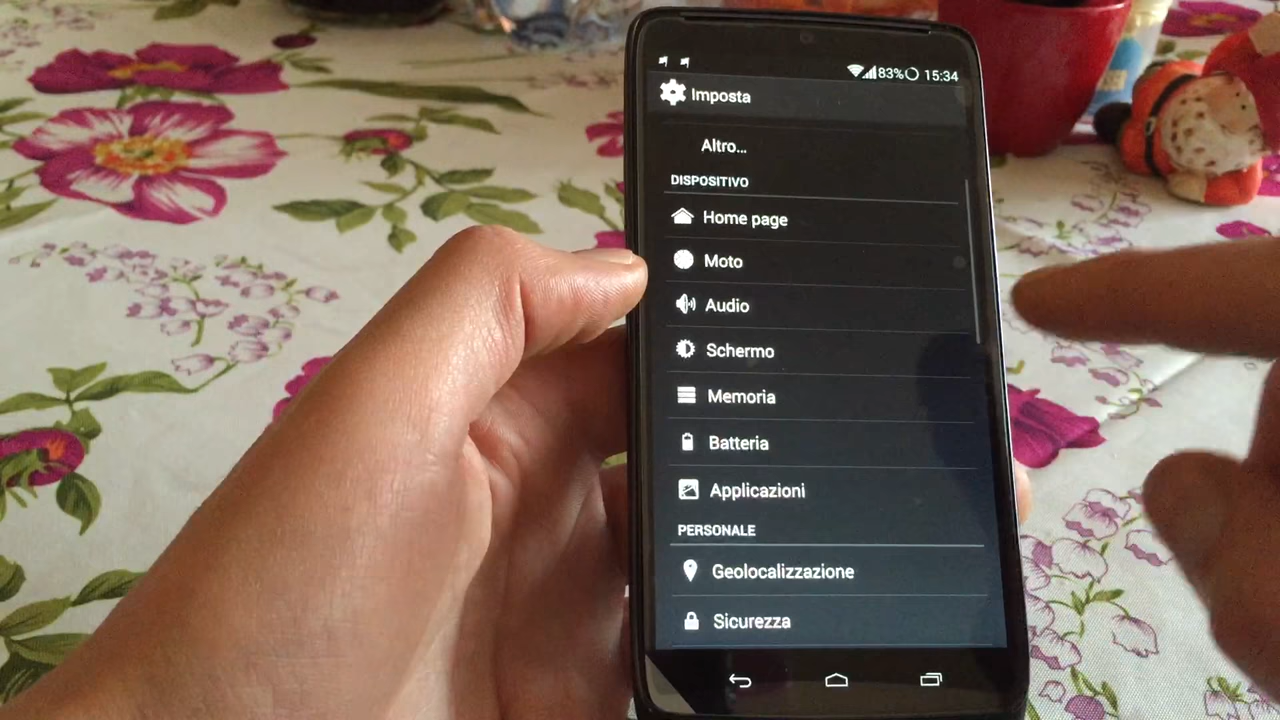 83% 15:34
Imposta
Altro...
DISPOSITIVO
Home page
Moto
Audio
Schermo
Memoria
Batteria
Applicazioni
PERSONALE
Geolocalizzazione
Sicurezza